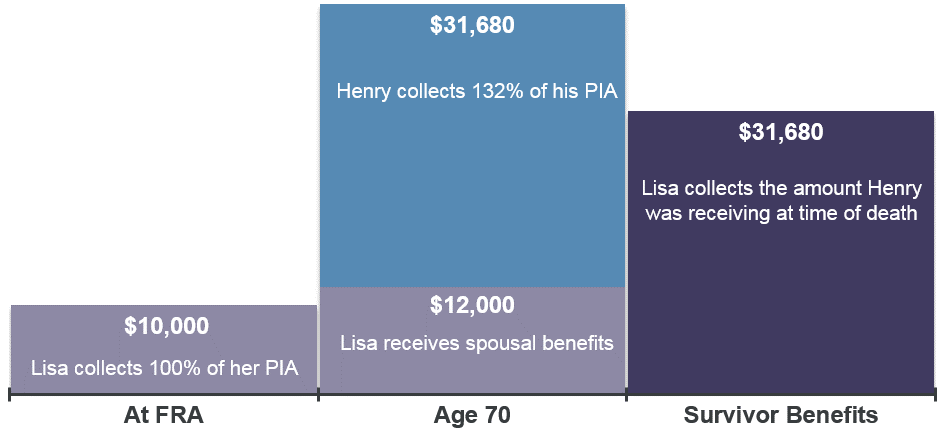 $31,680
Henry collects 132% of his PIA
$31,680
Lisa collects the amount Henry
was receiving at time of death
$10,000
Lisa collects 100% of her PIA
$12,000
Lisa receives spousal benefits
At FRA
Age 70
Survivor Benefits